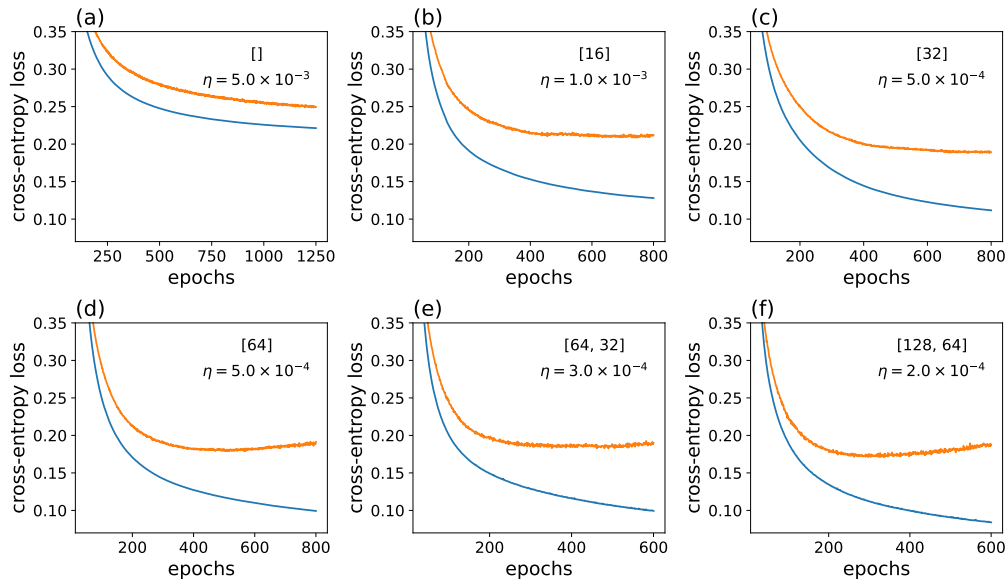 (a)
0.35
0.30
0.25
0.20
0.15
0.10
cross-entropy loss
[]
η = 5.0 × 10⁻³
250 500 750 1000 1250
epochs
(b)
0.35
0.30
0.25
0.20
0.15
0.10
cross-entropy loss
[16]
η = 1.0 × 10⁻³
200 400 600 800
epochs
(c)
0.35
0.30
0.25
0.20
0.15
0.10
cross-entropy loss
[32]
η = 5.0 × 10⁻⁴
200 400 600 800
epochs
(d)
0.35
0.30
0.25
0.20
0.15
0.10
cross-entropy loss
[64]
η = 5.0 × 10⁻⁴
200 400 600 800
epochs
(e)
0.35
0.30
0.25
0.20
0.15
0.10
cross-entropy loss
[64, 32]
η = 3.0 × 10⁻⁴
200 400 600
epochs
(f)
0.35
0.30
0.25
0.20
0.15
0.10
cross-entropy loss
[128, 64]
η = 2.0 × 10⁻⁴
200 400 600
epochs